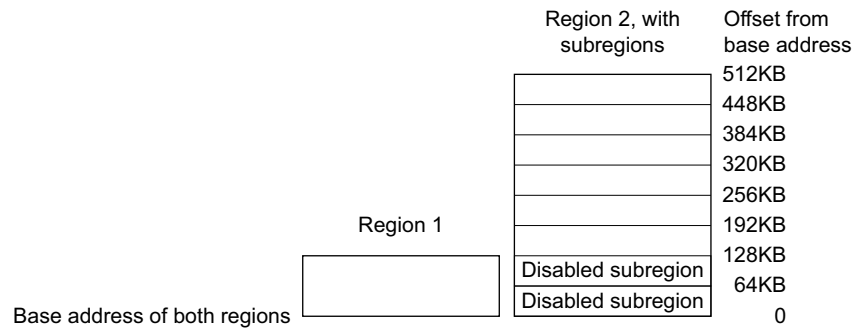 Region 2, with
subregions
Offset from
base address
512KB
448KB
384KB
320KB
256KB
192KB
Region 1
128KB
Disabled subregion
64KB
Disabled subregion
Base address of both regions
0